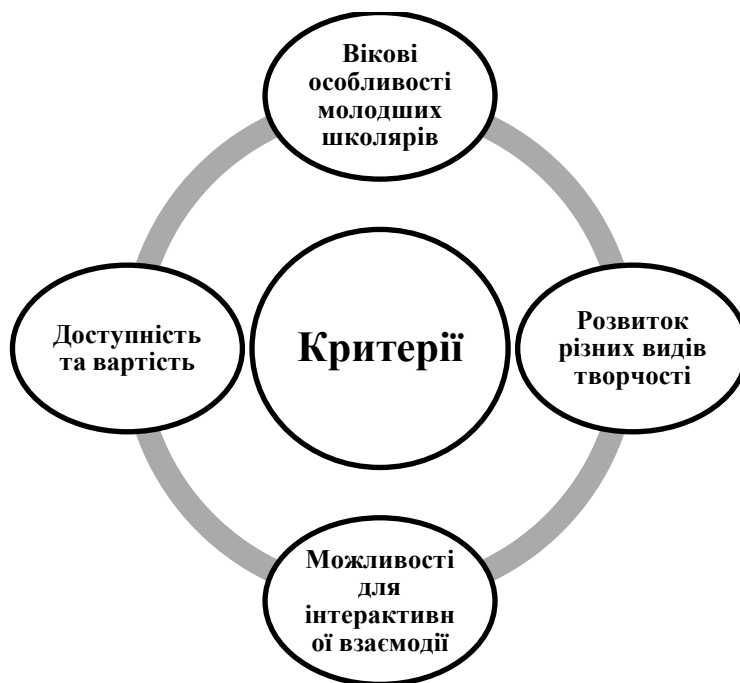 Вікові
особливості
молодших
школярів
Доступність
та вартість
Критерії
Розвиток
різних видів
творчості
Можливості
для
інтерактивн
ої взаємодії